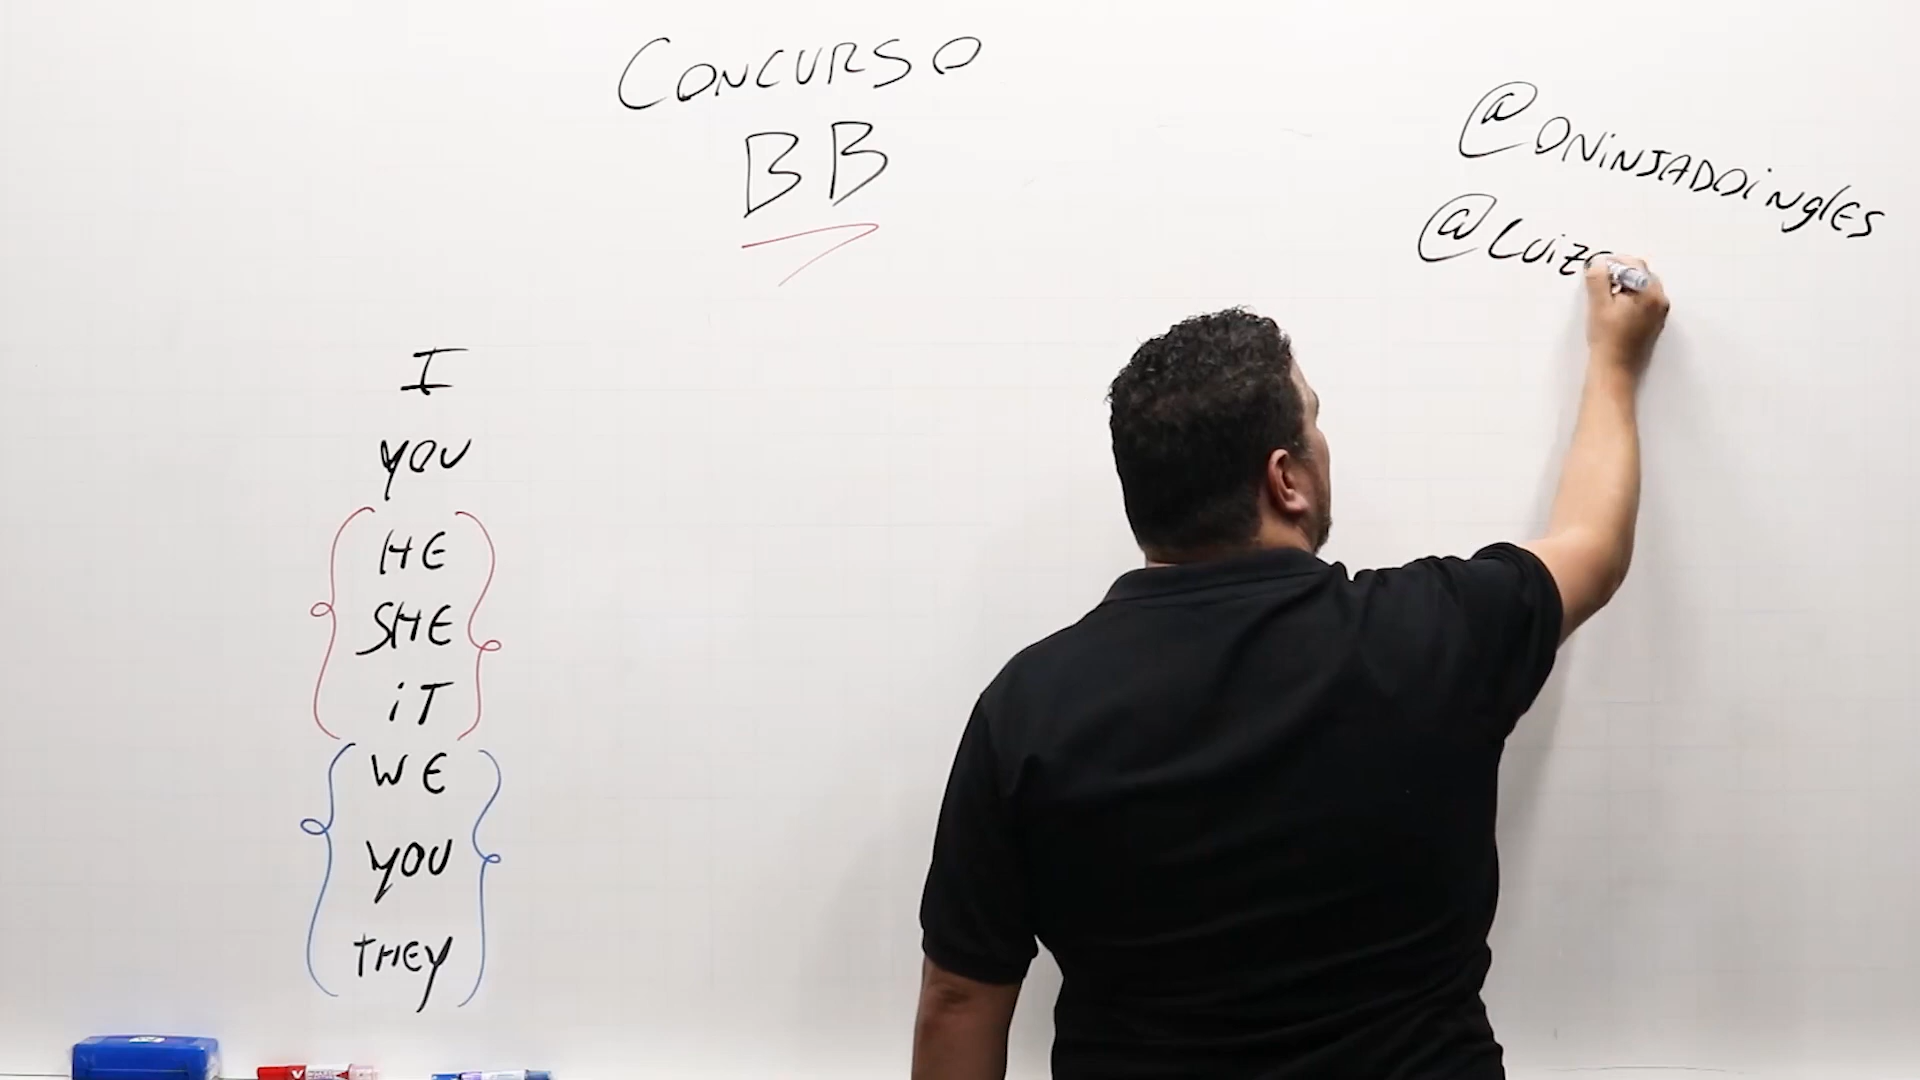 CONCURSO
BB
@ONiNJADOiNglES
@LUiZ
I
YOU
HE
SHE
iT
WE
YOU
THEY